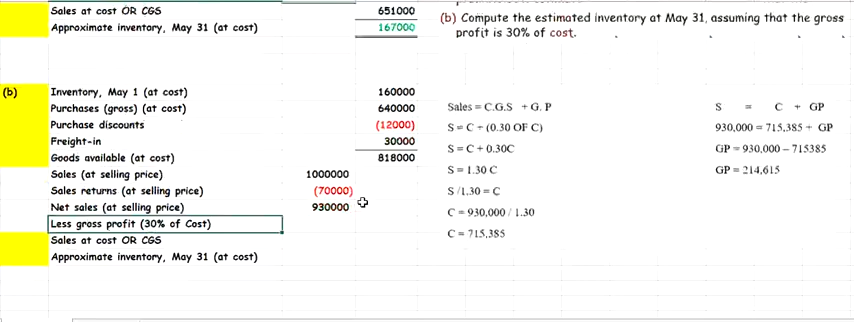 Sales at cost OR CGS 651000
Approximate inventory, May 31 (at cost) 167000
(b) Compute the estimated inventory at May 31, assuming that the gross
profit is 30% of cost.
(b) Inventory, May 1 (at cost) 160000
Purchases (gross) (at cost) 640000
Purchase discounts (12000)
Freight-in 30000
Goods available (at cost) 818000
Sales (at selling price) 1000000
Sales returns (at selling price) (70000)
Net sales (at selling price) 930000
Less gross profit (30% of Cost)
Sales at cost OR CGS
Approximate inventory, May 31 (at cost)
Sales = C.G.S + G. P
S = C + (0.30 OF C)
S = C + 0.30C
S = 1.30 C
S /1.30 = C
C = 930,000 / 1.30
C = 715,385
S = C + GP
930,000 = 715,385 + GP
GP = 930,000 – 715385
GP = 214,615